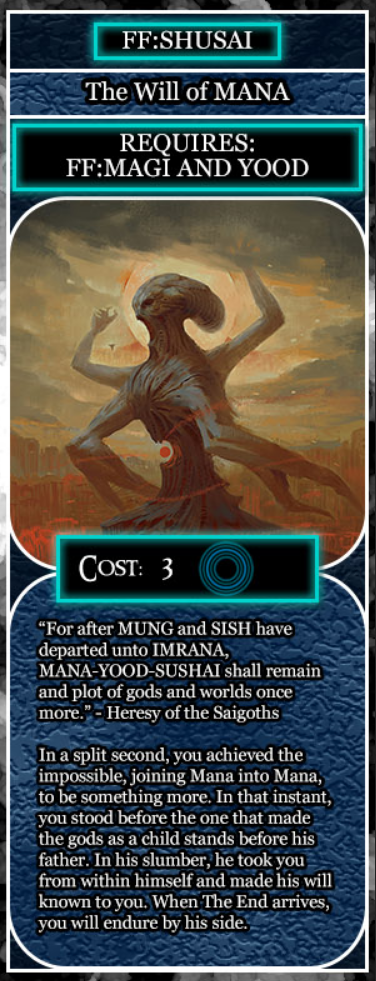 FF:SHUSAI
The Will of MANA
REQUIRES:
FF:MAGI AND YOOD
COST: 3
“For after MUNG and SISH have
departed unto IMRANA,
MANA-YOOD-SUSHAI shall remain
and plot of gods and worlds once
more.” - Heresy of the Saigoths
In a split second, you achieved the
impossible, joining Mana into Mana,
to be something more. In that instant,
you stood before the one that made
the gods as a child stands before his
father. In his slumber, he took you
from within himself and made his will
known to you. When The End arrives,
you will endure by his side.